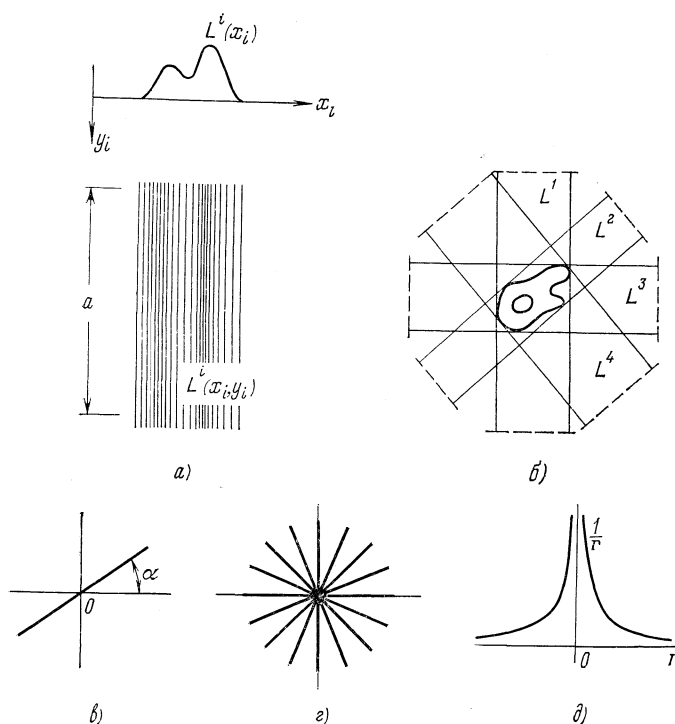 L^i(x_i)
x_i
y_i
a
L^i(x_i, y_i)
а)
L^1
L^2
L^3
L^4
б)
α
0
в)
г)
1/r
0
r
д)